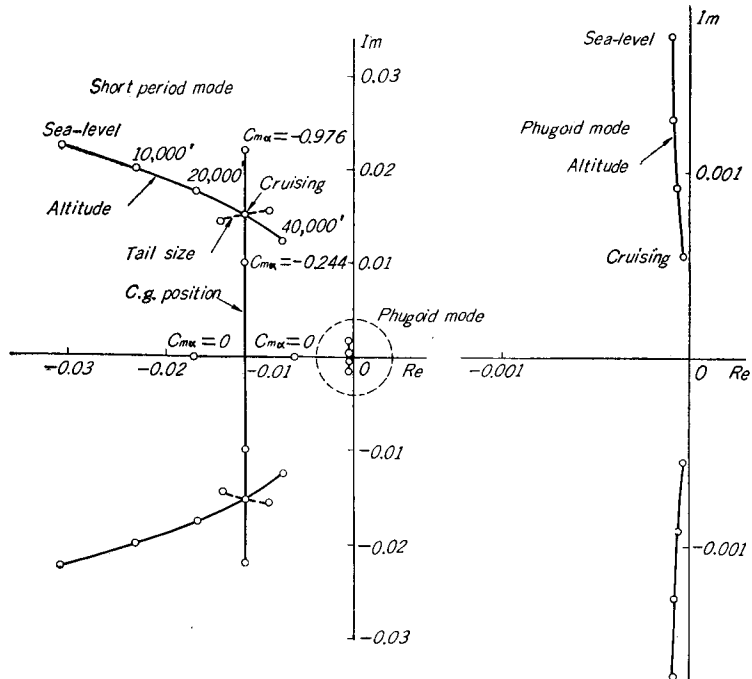 Im
0.03
Short period mode
Sea-level
10,000'
20,000'
Cmα=-0.976
0.02
Cruising
Altitude
40,000'
Tail size
Cmα=-0.244
0.01
C.g. position
Phugoid mode
Cmα=0
Cmα=0
-0.03
-0.02
-0.01
0
Re
-0.01
-0.02
-0.03
Im
Sea-level
Phugoid mode
Altitude
0.001
Cruising
-0.001
0
Re
-0.001